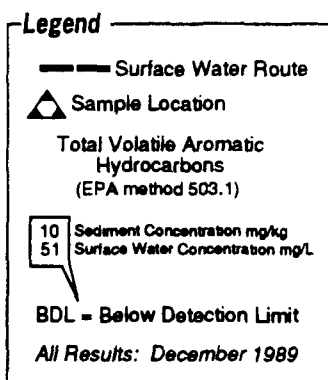 Legend
Surface Water Route
Sample Location
Total Volatile Aromatic
Hydrocarbons
(EPA method 503.1)
10 Sediment Concentration mg/kg
51 Surface Water Concentration mg/L
BDL = Below Detection Limit
All Results: December 1989